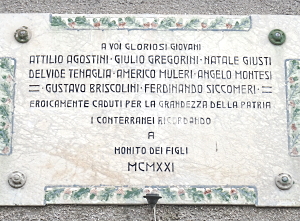 A VOI GLORIOSI GIOVANI
ATTILIO AGOSTINI · GIULIO GREGORINI · NATALE GIUSTI
DELVIDE TENAGLIA · AMERICO MULERI · ANGELO MONTESI
GUSTAVO BRISCOLINI · FERDINANDO SICCOMERI ·
EROICAMENTE CADUTI PER LA GRANDEZZA DELLA PATRIA
I CONTERRANEI RICORDANDO
A
MONITO DEI FIGLI
MCMXXI